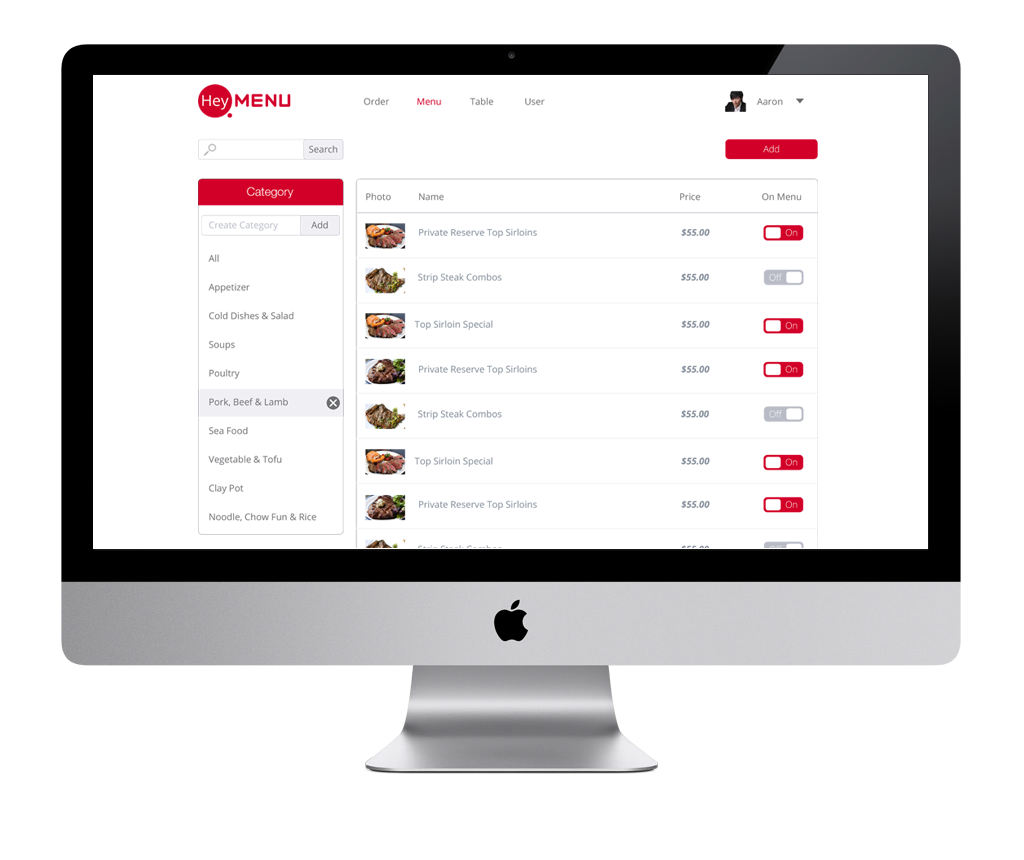 Hey MENU
Order Menu Table User
Aaron
Search
Add
Category
Create Category Add
All
Appetizer
Cold Dishes & Salad
Soups
Poultry
Pork, Beef & Lamb
Sea Food
Vegetable & Tofu
Clay Pot
Noodle, Chow Fun & Rice
Photo Name Price On Menu
Private Reserve Top Sirloins $55.00 On
Strip Steak Combos $55.00 Off
Top Sirloin Special $55.00 On
Private Reserve Top Sirloins $55.00 On
Strip Steak Combos $55.00 Off
Top Sirloin Special $55.00 On
Private Reserve Top Sirloins $55.00 On